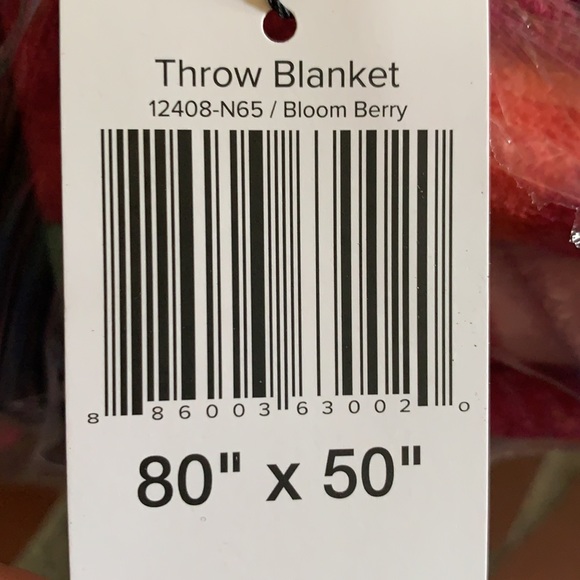 Throw Blanket
12408-N65 / Bloom Berry
8 86003 63002 0
80" x 50"